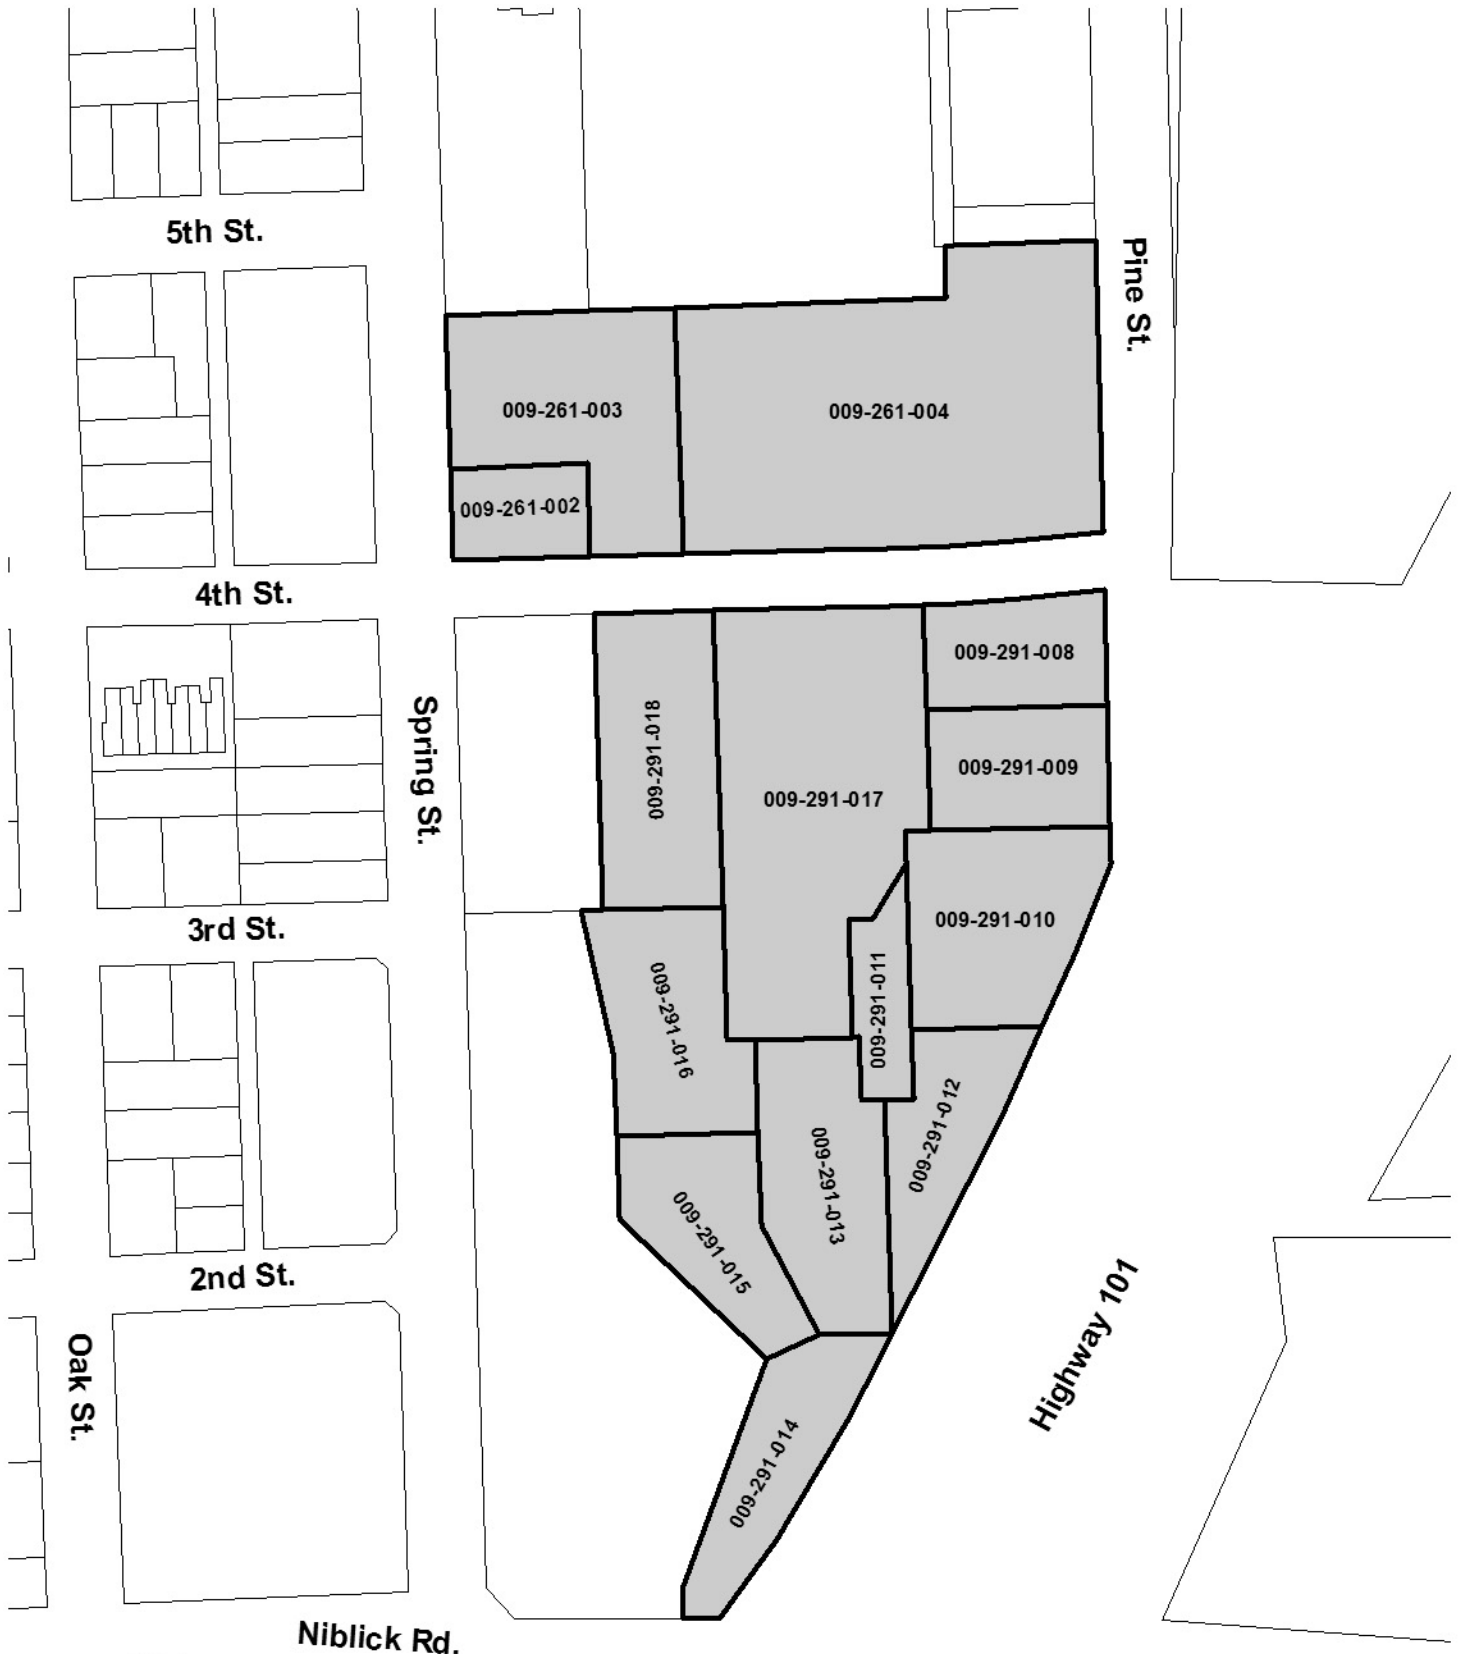 5th St.
Pine St.
009-261-003
009-261-004
009-261-002
4th St.
009-291-008
009-291-018
Spring St.
009-291-009
009-291-017
009-291-010
3rd St.
009-291-011
009-291-016
009-291-012
009-291-013
009-291-015
2nd St.
Highway 101
Oak St.
009-291-014
Niblick Rd.